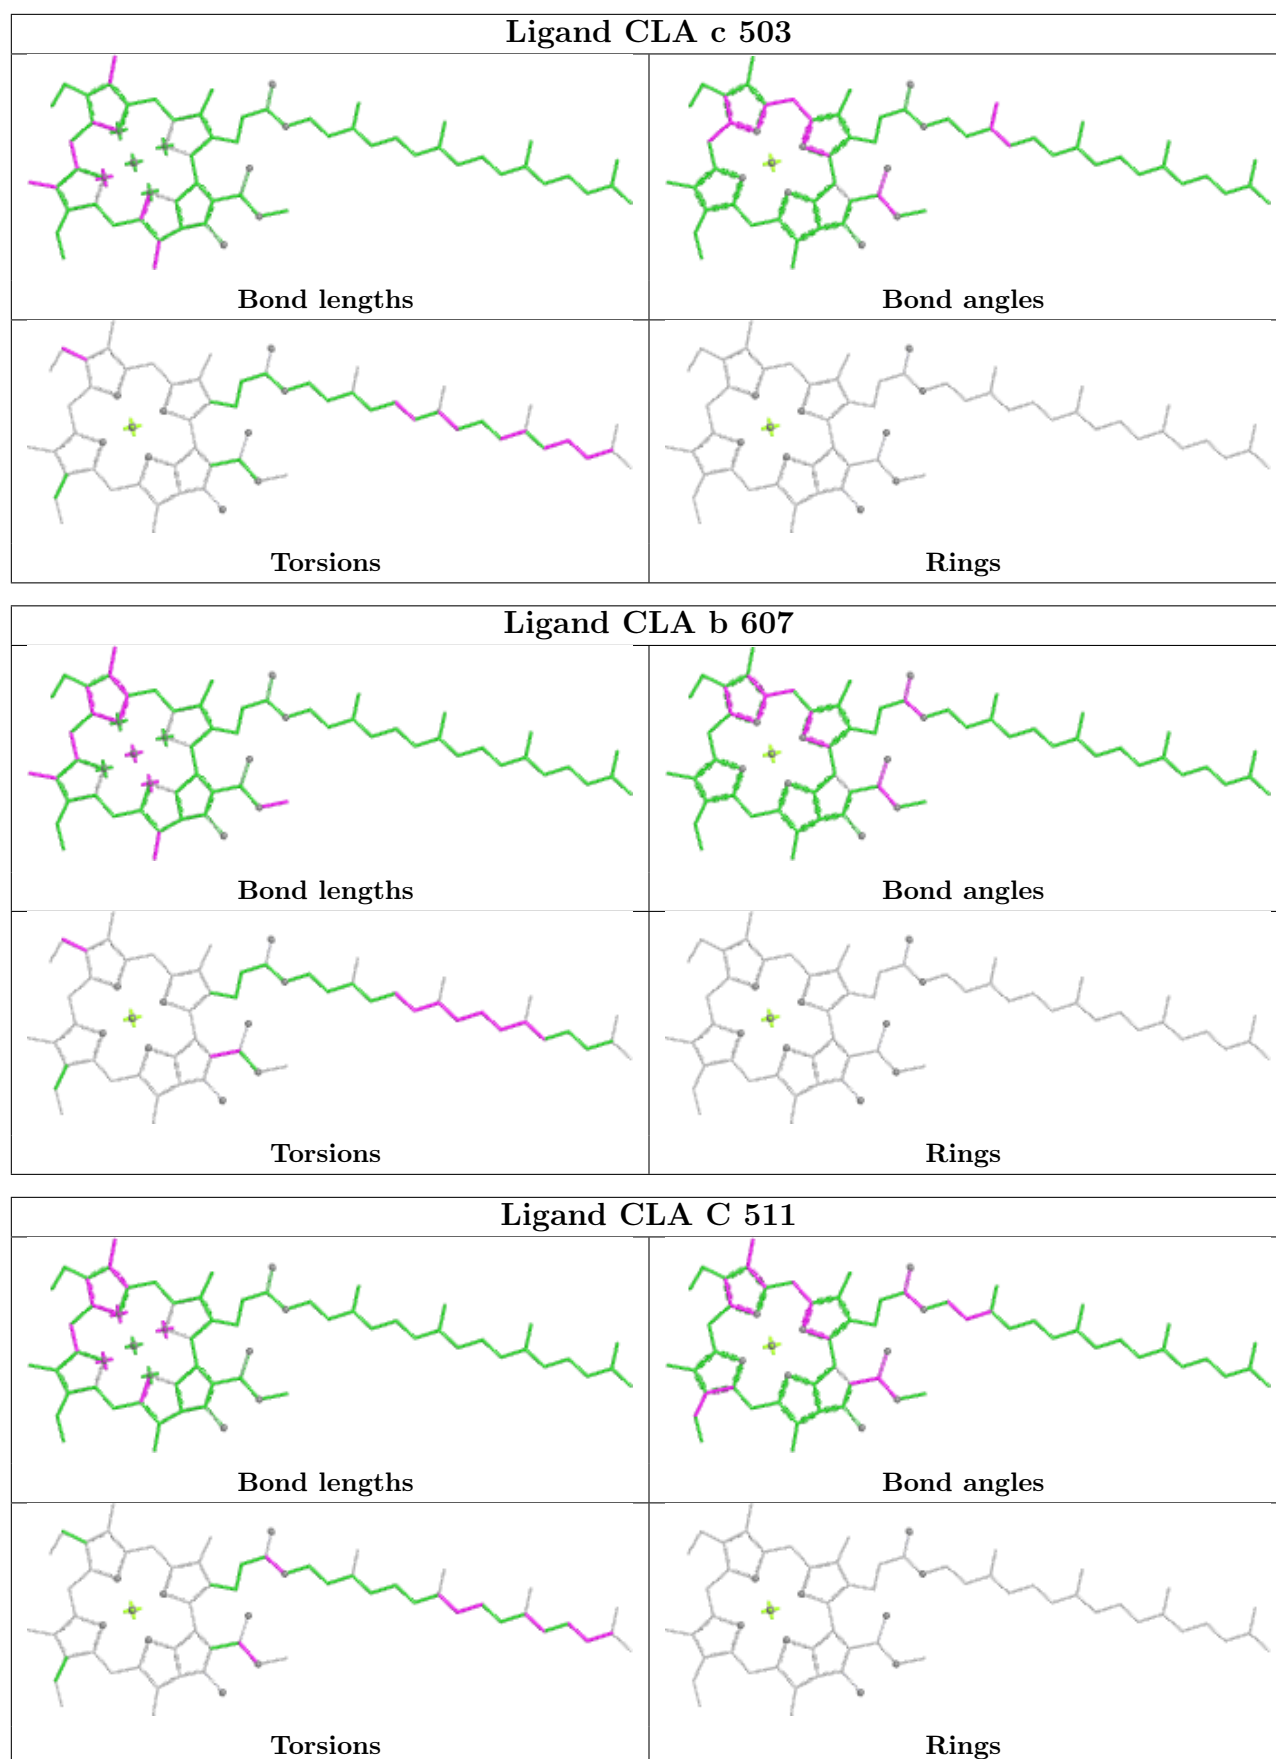 Ligand CLA c 503
Bond lengths
Bond angles
Torsions
Rings
Ligand CLA b 607
Bond lengths
Bond angles
Torsions
Rings
Ligand CLA C 511
Bond lengths
Bond angles
Torsions
Rings